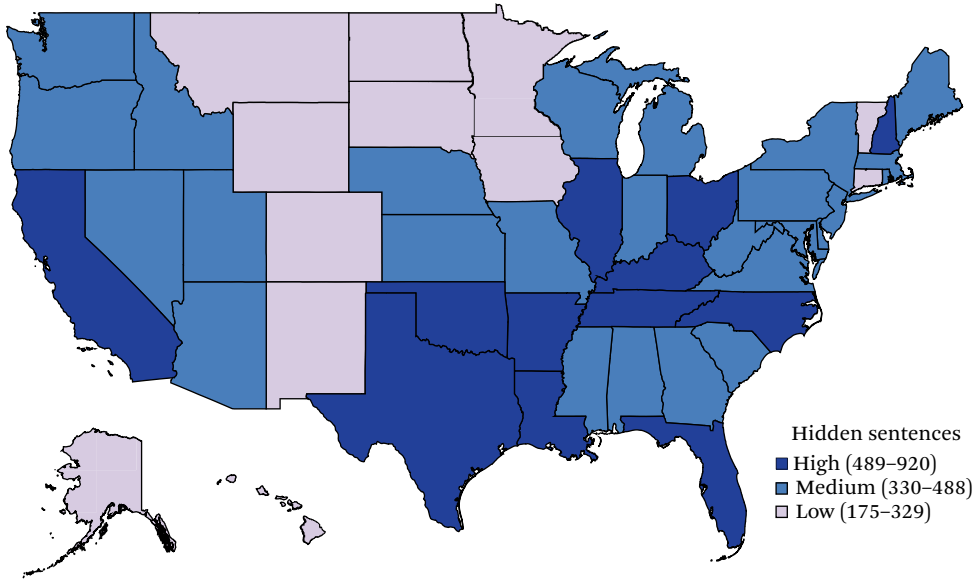 Hidden sentences
High (489–920)
Medium (330–488)
Low (175–329)